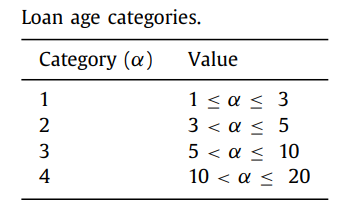 Loan age categories.
Category (α) Value
1 1 ≤ α ≤ 3
2 3 < α ≤ 5
3 5 < α ≤ 10
4 10 < α ≤ 20